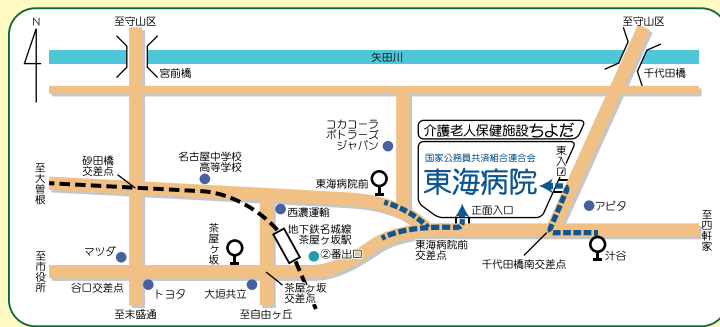 至守山区
至守山区
N
矢田川
宮前橋
千代田橋
コカコーラ
ボトラーズ
ジャパン
介護老人保健施設ちよだ
国家公務員共済組合連合会
東海病院
東入口
正面入口
砂田橋
交差点
名古屋中学校
高等学校
東海病院前
至大曽根
西濃運輸
アピタ
至四軒家
地下鉄名城線
茶屋ヶ坂駅
②番出口
茶屋ヶ坂
東海病院前
交差点
千代田橋南交差点
汁谷
マツダ
至市役所
谷口交差点
トヨタ
大垣共立
茶屋ヶ坂
交差点
至末盛通
至自由ヶ丘